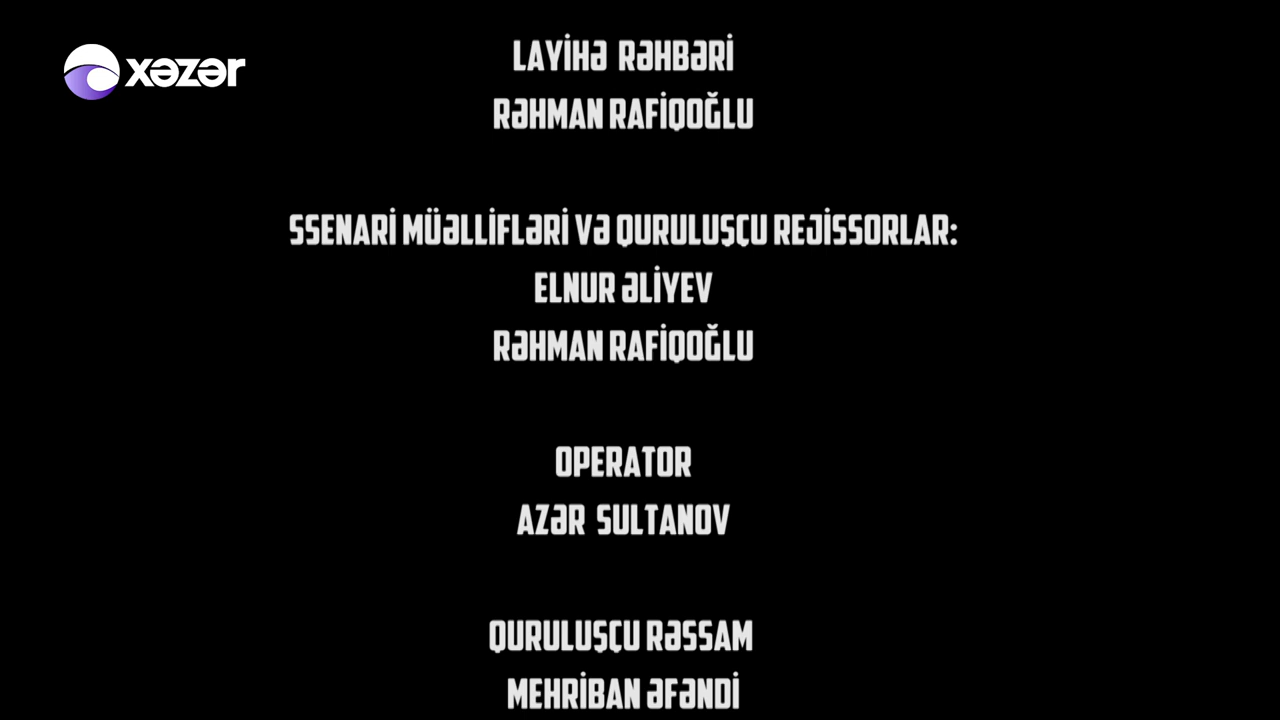 xəzər
LAYİHƏ RƏHBƏRİ
RƏHMAN RAFİQOĞLU
SSENARİ MÜƏLLİFLƏRİ VƏ QURULUŞÇU REJİSSORLAR:
ELNUR ƏLİYEV
RƏHMAN RAFİQOĞLU
OPERATOR
AZƏR SULTANOV
QURULUŞÇU RƏSSAM
MEHRİBAN ƏFƏNDİ